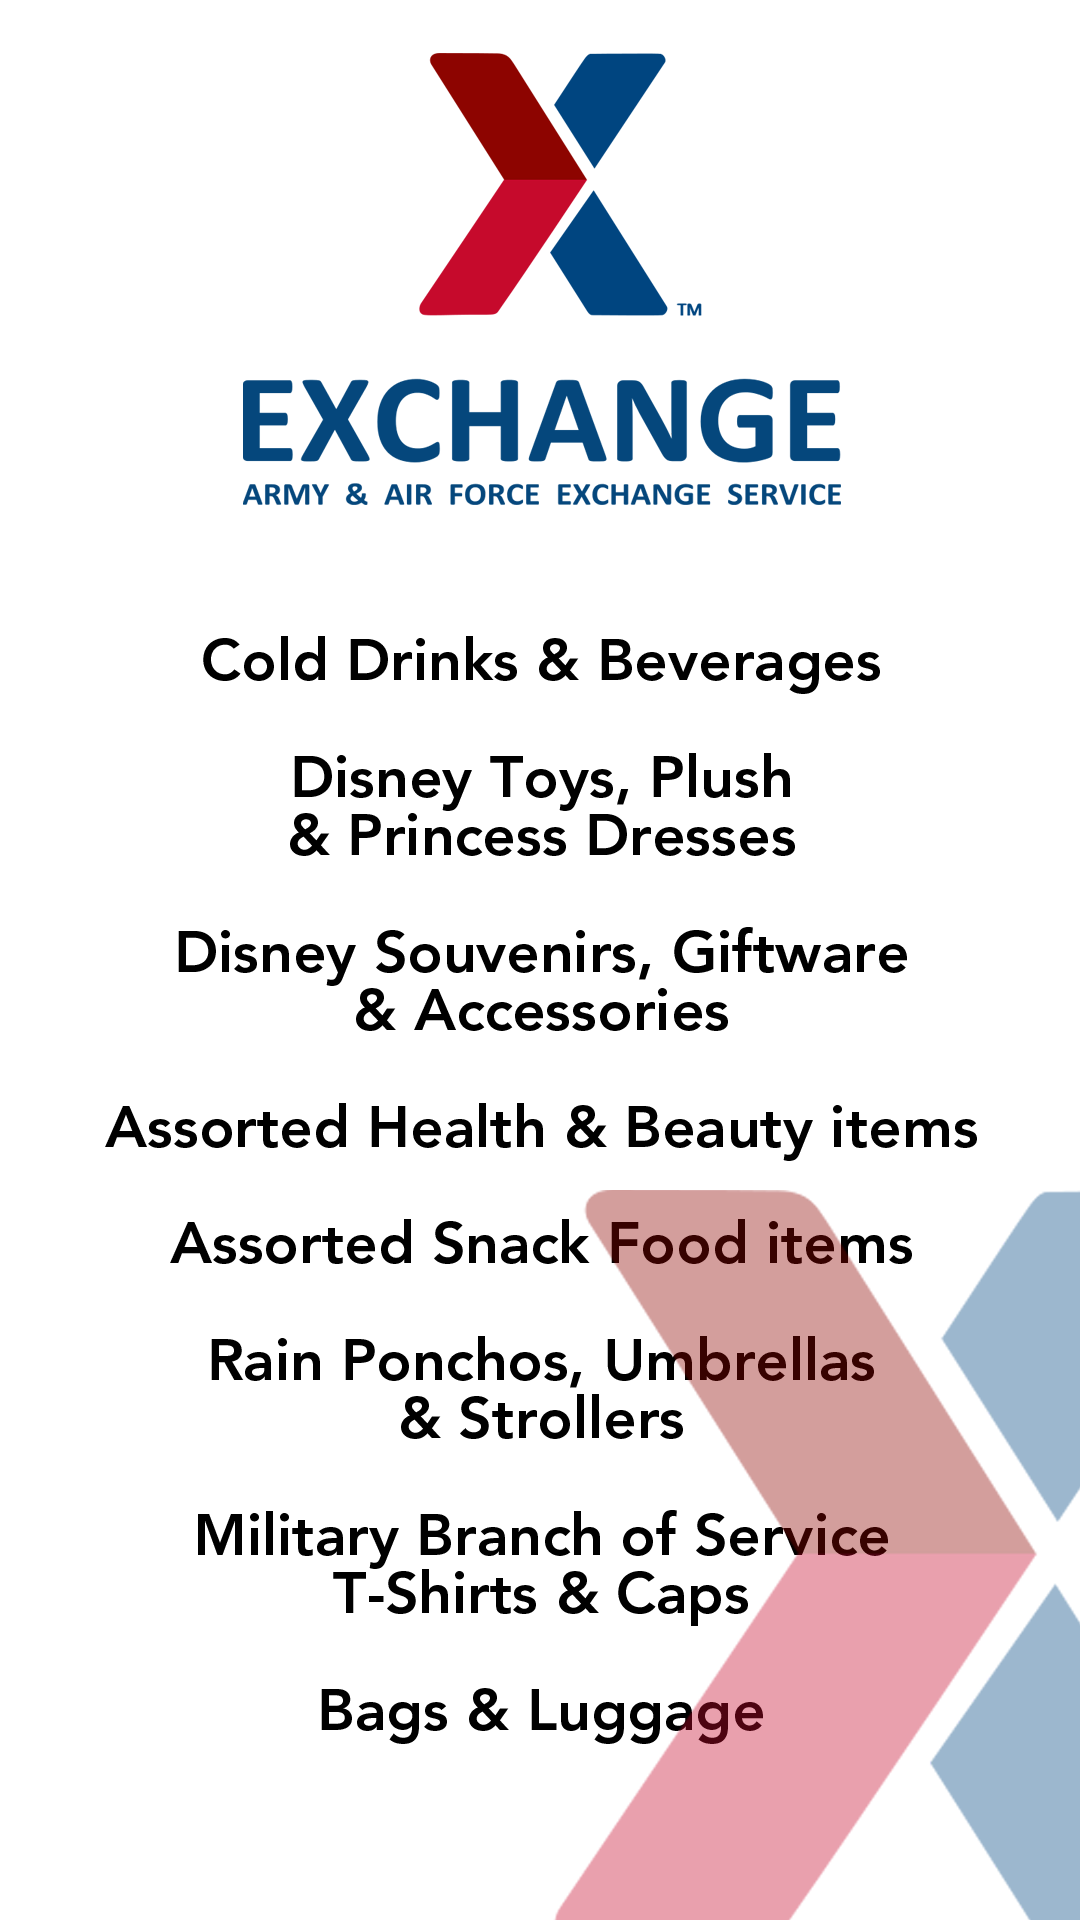 TM
EXCHANGE
ARMY & AIR FORCE EXCHANGE SERVICE
Cold Drinks & Beverages
Disney Toys, Plush
& Princess Dresses
Disney Souvenirs, Giftware
& Accessories
Assorted Health & Beauty items
Assorted Snack Food items
Rain Ponchos, Umbrellas
& Strollers
Military Branch of Service
T-Shirts & Caps
Bags & Luggage